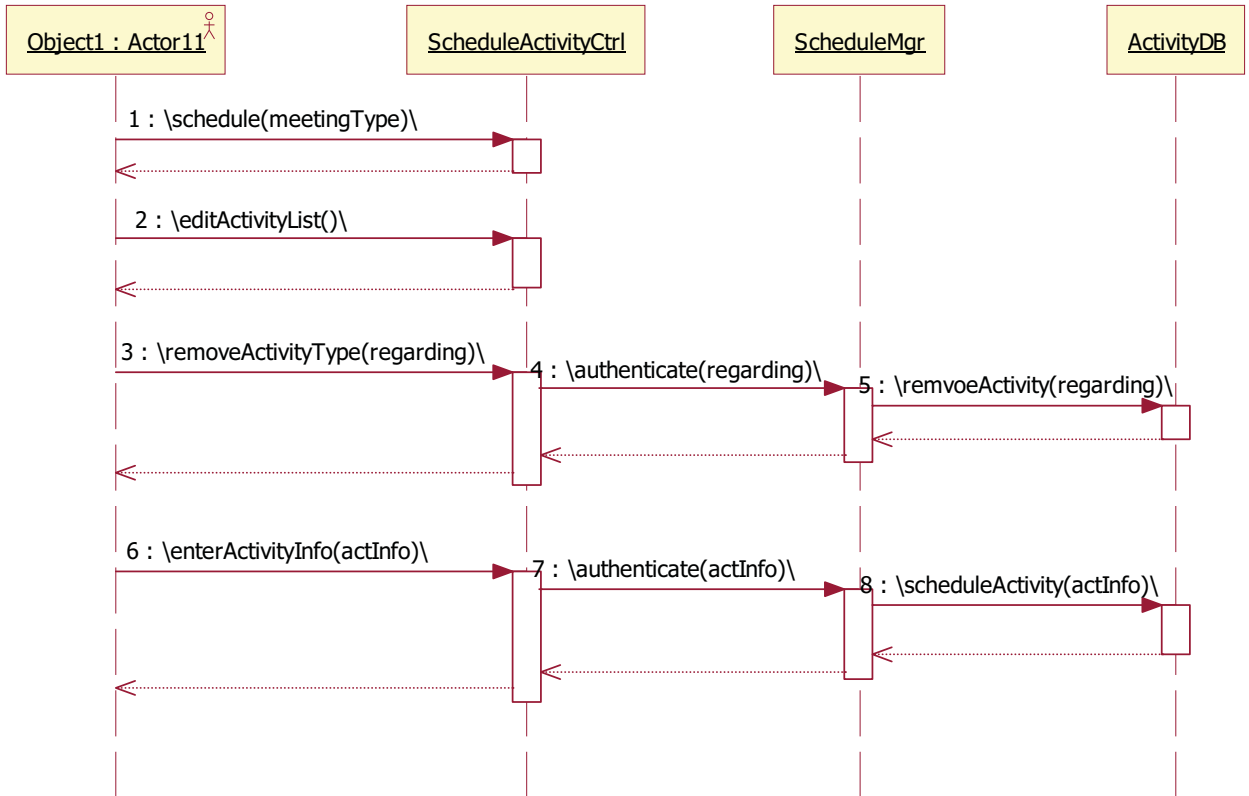 Object1 : Actor11
ScheduleActivityCtrl
ScheduleMgr
ActivityDB
1 : \schedule(meetingType)\
2 : \editActivityList()\
3 : \removeActivityType(regarding)\
4 : \authenticate(regarding)\
5 : \remvoeActivity(regarding)\
6 : \enterActivityInfo(actInfo)\
7 : \authenticate(actInfo)\
8 : \scheduleActivity(actInfo)\